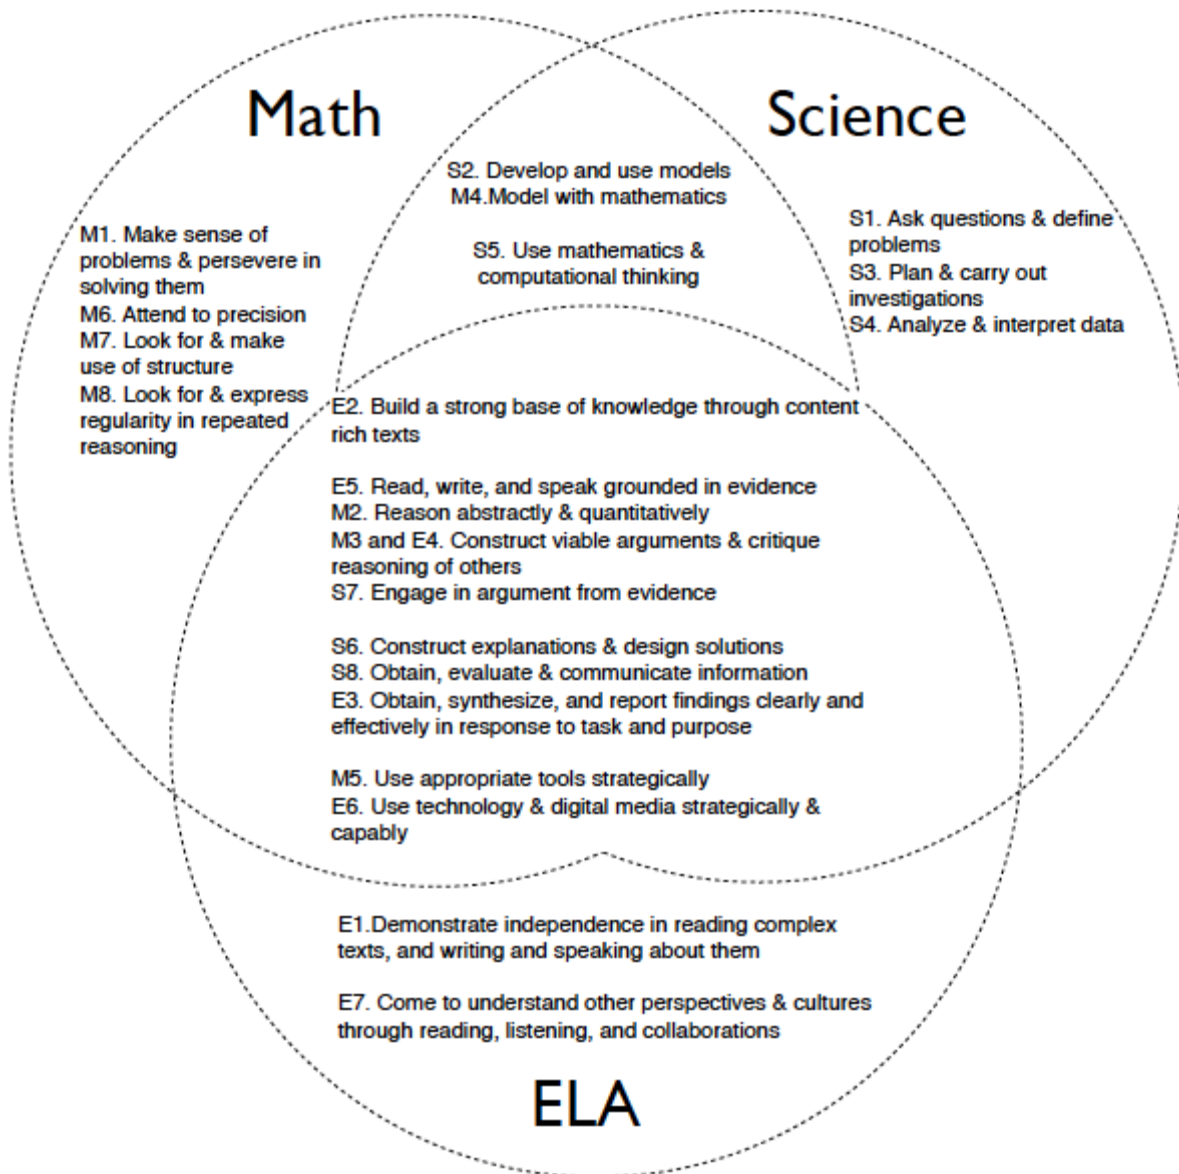 Math
Science
S2. Develop and use models
M4.Model with mathematics
S5. Use mathematics &
computational thinking
M1. Make sense of
problems & persevere in
solving them
M6. Attend to precision
M7. Look for & make
use of structure
M8. Look for & express
regularity in repeated
reasoning
S1. Ask questions & define
problems
S3. Plan & carry out
investigations
S4. Analyze & interpret data
E2. Build a strong base of knowledge through content
rich texts
E5. Read, write, and speak grounded in evidence
M2. Reason abstractly & quantitatively
M3 and E4. Construct viable arguments & critique
reasoning of others
S7. Engage in argument from evidence
S6. Construct explanations & design solutions
S8. Obtain, evaluate & communicate information
E3. Obtain, synthesize, and report findings clearly and
effectively in response to task and purpose
M5. Use appropriate tools strategically
E6. Use technology & digital media strategically &
capably
E1.Demonstrate independence in reading complex
texts, and writing and speaking about them
E7. Come to understand other perspectives & cultures
through reading, listening, and collaborations
ELA